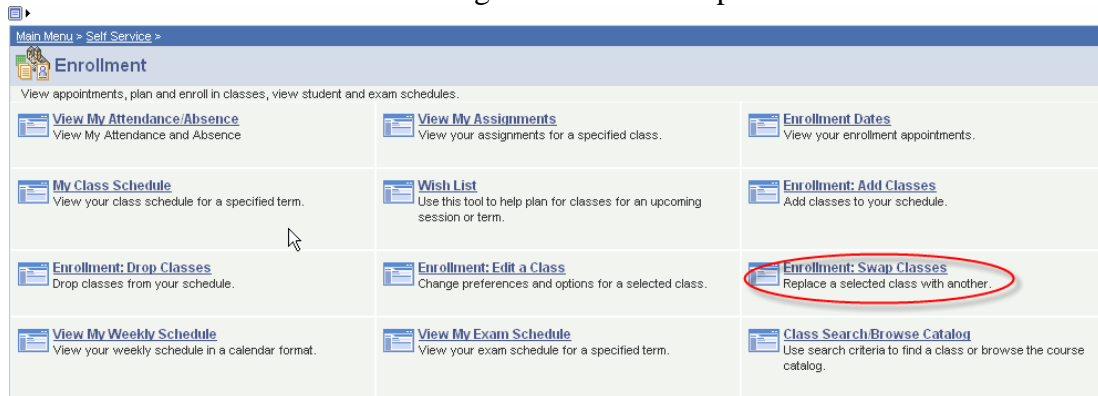 Main Menu > Self Service >
Enrollment
View appointments, plan and enroll in classes, view student and exam schedules.
View My Attendance/Absence
View My Attendance and Absence
View My Assignments
View your assignments for a specified class.
Enrollment Dates
View your enrollment appointments.
My Class Schedule
View your class schedule for a specified term.
Wish List
Use this tool to help plan for classes for an upcoming
session or term.
Enrollment: Add Classes
Add classes to your schedule.
Enrollment: Drop Classes
Drop classes from your schedule.
Enrollment: Edit a Class
Change preferences and options for a selected class.
Enrollment: Swap Classes
Replace a selected class with another.
View My Weekly Schedule
View your weekly schedule in a calendar format.
View My Exam Schedule
View your exam schedule for a specified term.
Class Search/Browse Catalog
Use search criteria to find a class or browse the course
catalog.